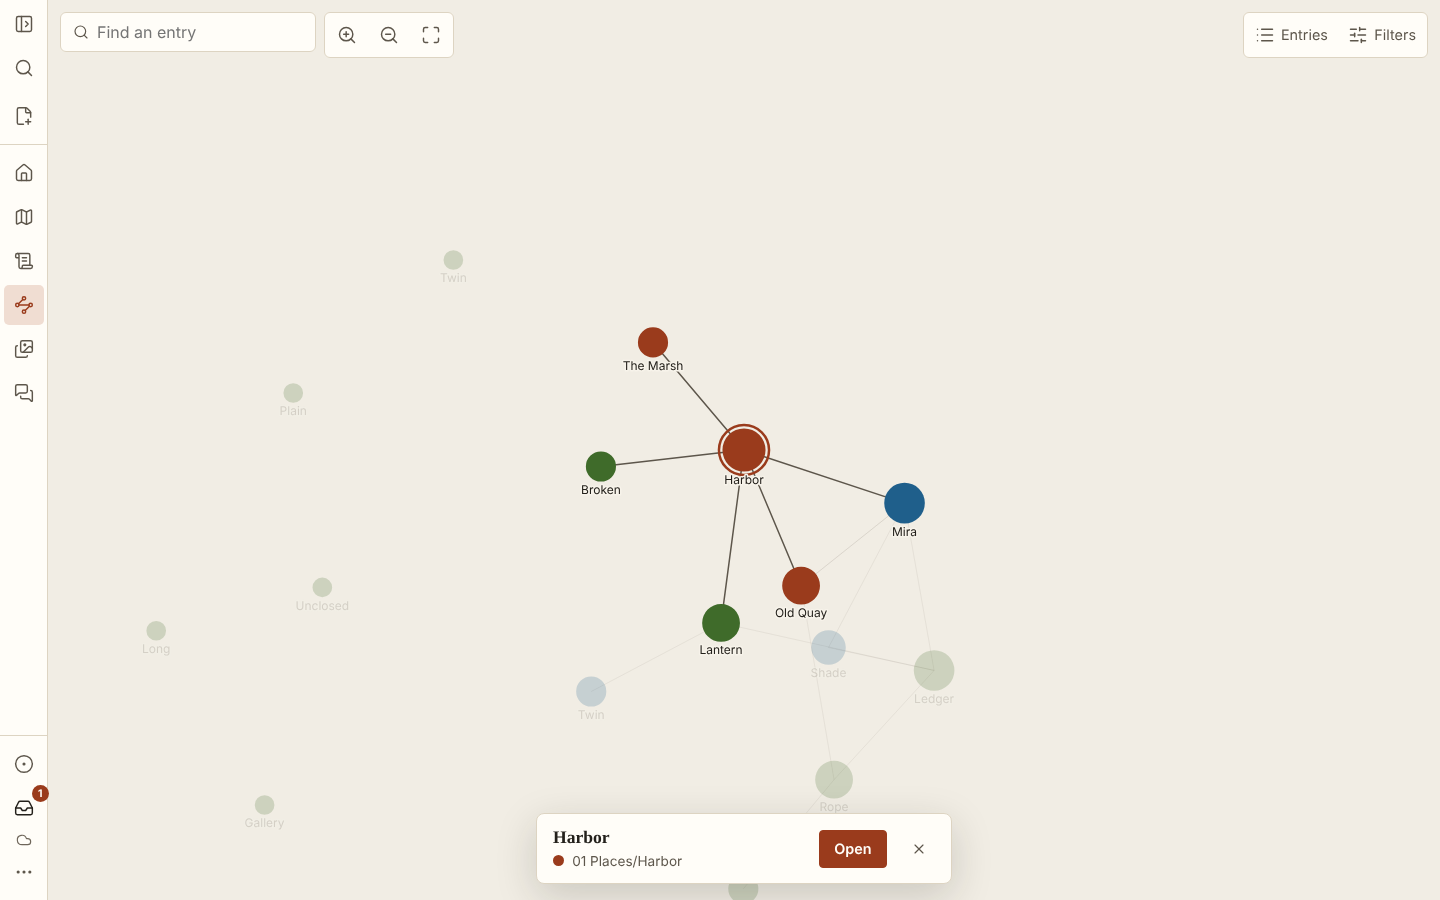 Find an entry
Entries
Filters
Twin
The Marsh
Plain
Harbor
Broken
Mira
Unclosed
Old Quay
Long
Lantern
Shade
Ledger
Twin
1
Rope
Gallery
Harbor
01 Places/Harbor
Open